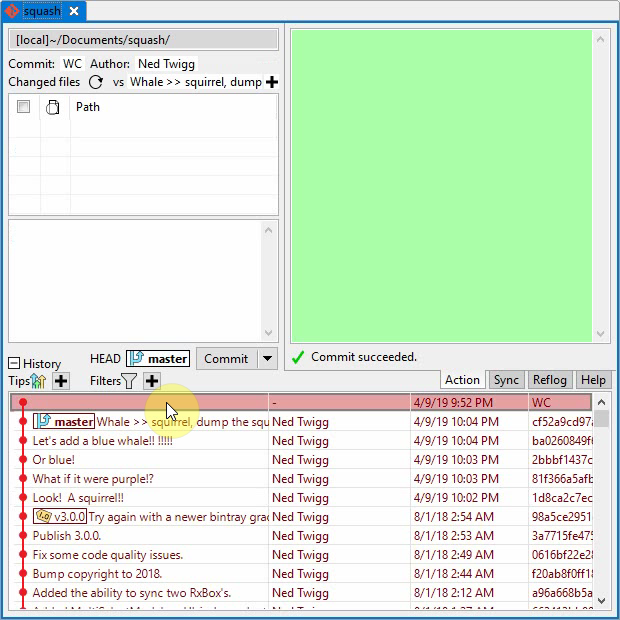 squash
[local]~/Documents/squash/
Commit: WC Author: Ned Twigg
Changed files vs Whale >> squirrel, dump
Path
History HEAD master Commit
Commit succeeded.
Tips Filters
Action Sync Reflog Help
- 4/9/19 9:52 PM WC
master Whale >> squirrel, dump the squ Ned Twigg 4/9/19 10:04 PM cf52a9cd97
Let's add a blue whale!! !!!!! Ned Twigg 4/9/19 10:04 PM ba0260849f
Or blue! Ned Twigg 4/9/19 10:03 PM 2bbbf1437c
What if it were purple!? Ned Twigg 4/9/19 10:03 PM 81f366a5afb
Look! A squirrel!! Ned Twigg 4/9/19 10:02 PM 1d8ca2c7ec
v3.0.0 Try again with a newer bintray grad Ned Twigg 8/1/18 2:54 AM 98a5ce2951
Publish 3.0.0. Ned Twigg 8/1/18 2:53 AM 3a7715fe475
Fix some code quality issues. Ned Twigg 8/1/18 2:49 AM 0616bf22e2
Bump copyright to 2018. Ned Twigg 8/1/18 2:44 AM f20ab8f0ff1
Added the ability to sync two RxBox's. Ned Twigg 8/1/18 2:12 AM a96a668b5a